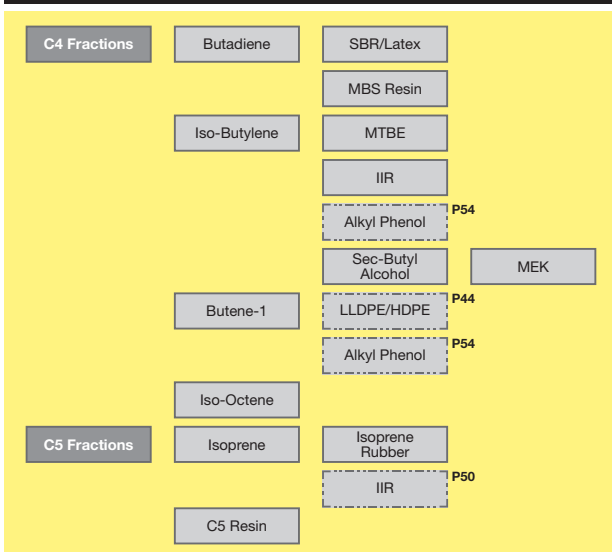 C4 Fractions
Butadiene
SBR/Latex
MBS Resin
Iso-Butylene
MTBE
IIR
Alkyl Phenol
P54
Sec-Butyl
Alcohol
MEK
Butene-1
LLDPE/HDPE
P44
Alkyl Phenol
P54
Iso-Octene
C5 Fractions
Isoprene
Isoprene
Rubber
IIR
P50
C5 Resin